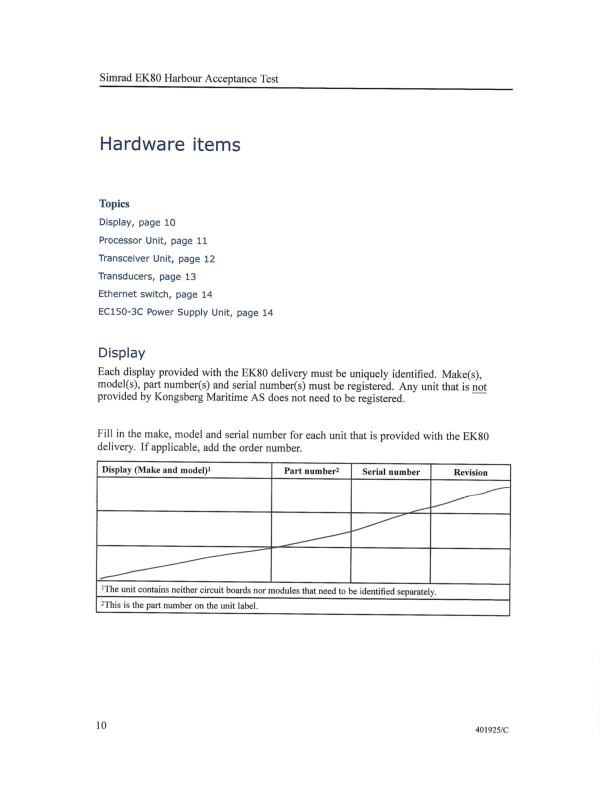 Simrad EK80 Harbour Acceptance Test
Hardware items
Topics
Display, page 10
Processor Unit, page 11
Transceiver Unit, page 12
Transducers, page 13
Ethernet switch, page 14
EC150-3C Power Supply Unit, page 14
Display
Each display provided with the EK80 delivery must be uniquely identified. Make(s),
model(s), part number(s) and serial number(s) must be registered. Any unit that is not
provided by Kongsberg Maritime AS does not need to be registered.
Fill in the make, model and serial number for each unit that is provided with the EK80
delivery. If applicable, add the order number.
Display (Make and model)¹ Part number² Serial number Revision
¹The unit contains neither circuit boards nor modules that need to be identified separately.
²This is the part number on the unit label.
10
401925/C